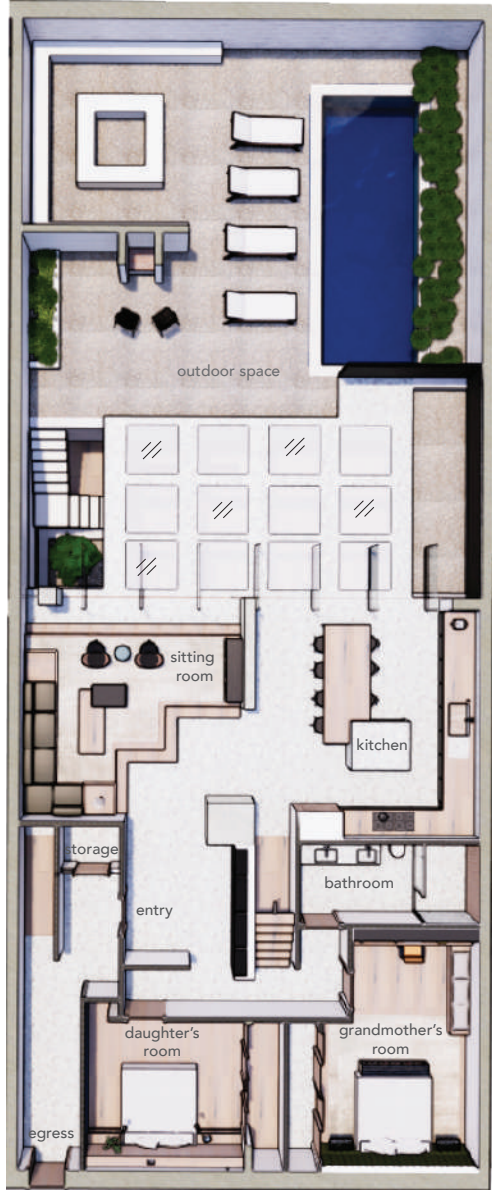 outdoor space
sitting
room
kitchen
storage
bathroom
entry
daughter's
room
grandmother's
room
egress